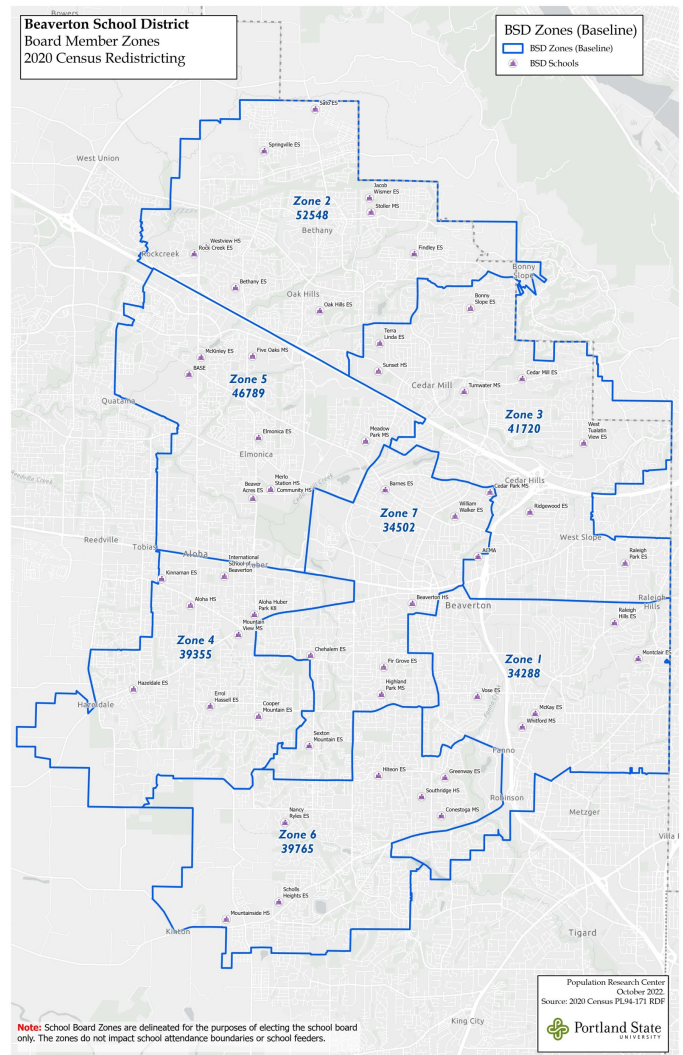 Beaverton School District
Board Member Zones
2020 Census Redistricting
BSD Zones (Baseline)
BSD Zones (Baseline)
BSD Schools
Bowers
Sato ES
Springville ES
West Union
Jacob
Wismer ES
Stoller MS
Zone 2
52548
Bethany
Westview HS
Rock Creek ES
Rockcreek
Findley ES
Bonny
Slope
Bethany ES
Oak Hills
Oak Hills ES
Bonny
Slope ES
Terra
Linda ES
McKinley ES
Five Oaks MS
BASE
Sunset HS
Cedar Mill ES
Zone 5
46789
Cedar Mill
Tumwater MS
Quatama
Zone 3
41720
West
Tualatin
View ES
Elmonica ES
Meadow
Park MS
Elmonica
Cedar Hills
Merlo
Station HS
Community HS
Beaver
Acres ES
Barnes ES
Cedar Park MS
Zone 7
34502
William
Walker ES
Ridgewood ES
Reedville
Tobias
Aloha
West Slope
ACMA
Raleigh
Park ES
International
School of
Beaverton
Kinnaman ES
Raleigh
Hills
Aloha HS
Aloha Huber
Park K8
Beaverton HS
Beaverton
Raleigh
Hills ES
Mountain
View MS
Zone 4
39355
Chehalem ES
Zone 1
34288
Montclair ES
Fir Grove ES
Hazeldale ES
Highland
Park MS
Vose ES
Hazeldale
Errol
Hassell ES
Cooper
Mountain ES
McKay ES
Whitford MS
Sexton
Mountain ES
Fanno
Hiteon ES
Greenway ES
Southridge HS
Robinson
Nancy
Ryles ES
Conestoga MS
Metzger
Zone 6
39765
Scholls
Heights ES
Mountainside HS
Kinton
Tigard
King City
Population Research Center
October 2022.
Source: 2020 Census PL94-171 RDF
Portland State
UNIVERSITY
Note: School Board Zones are delineated for the purposes of electing the school board
only. The zones do not impact school attendance boundaries or school feeders.